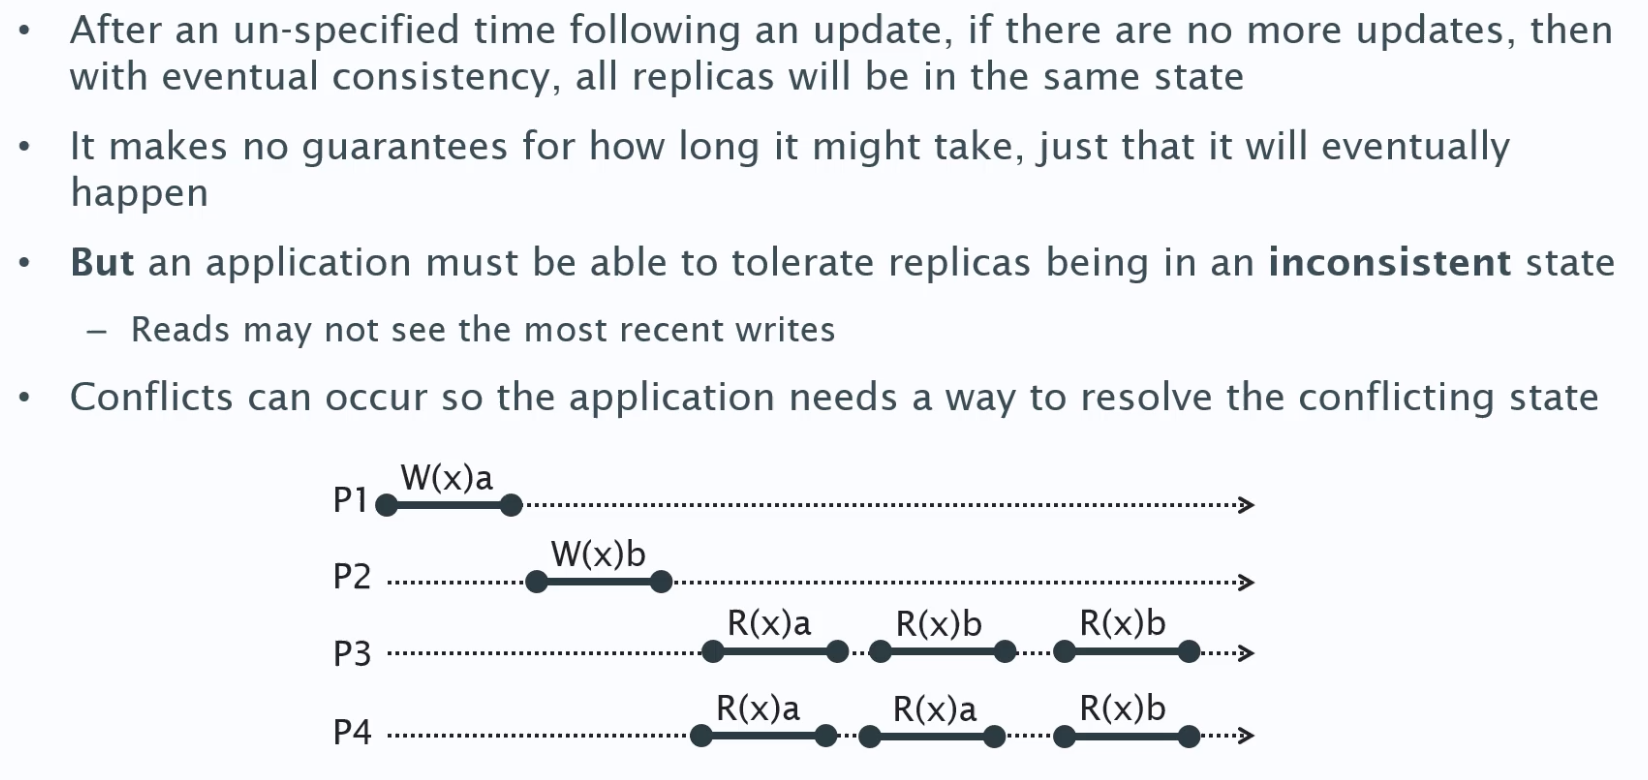 • After an un-specified time following an update, if there are no more updates, then
with eventual consistency, all replicas will be in the same state
• It makes no guarantees for how long it might take, just that it will eventually
happen
• But an application must be able to tolerate replicas being in an inconsistent state
– Reads may not see the most recent writes
• Conflicts can occur so the application needs a way to resolve the conflicting state
W(x)a
P1
W(x)b
P2
R(x)a R(x)b R(x)b
P3
R(x)a R(x)a R(x)b
P4